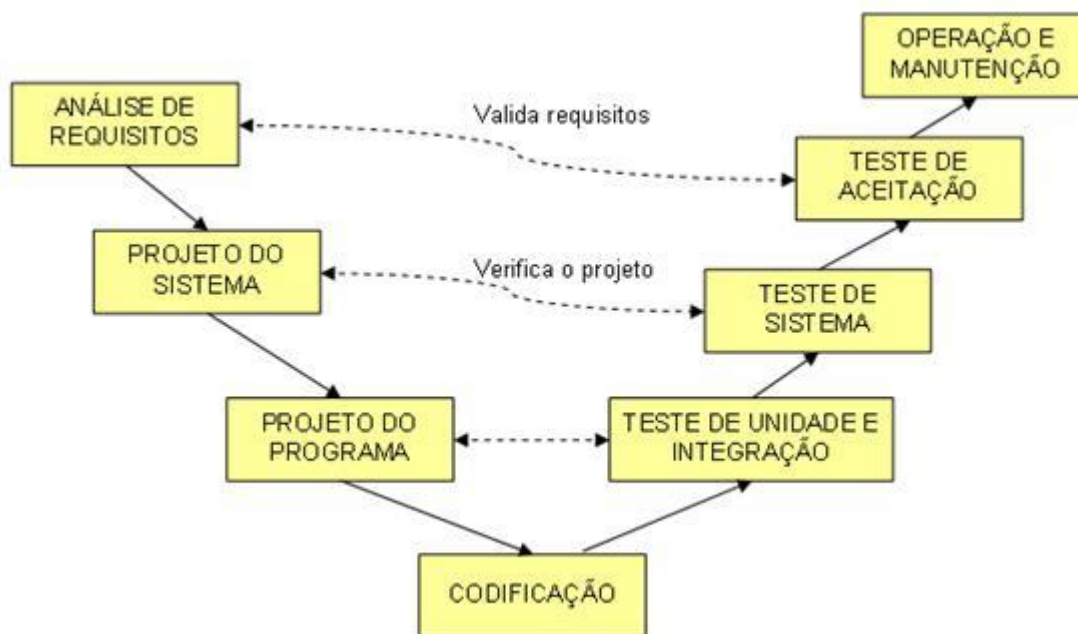 OPERAÇÃO E
MANUTENÇÃO
ANÁLISE DE
REQUISITOS
Valida requisitos
TESTE DE
ACEITAÇÃO
PROJETO DO
SISTEMA
Verifica o projeto
TESTE DE
SISTEMA
PROJETO DO
PROGRAMA
TESTE DE UNIDADE E
INTEGRAÇÃO
CODIFICAÇÃO